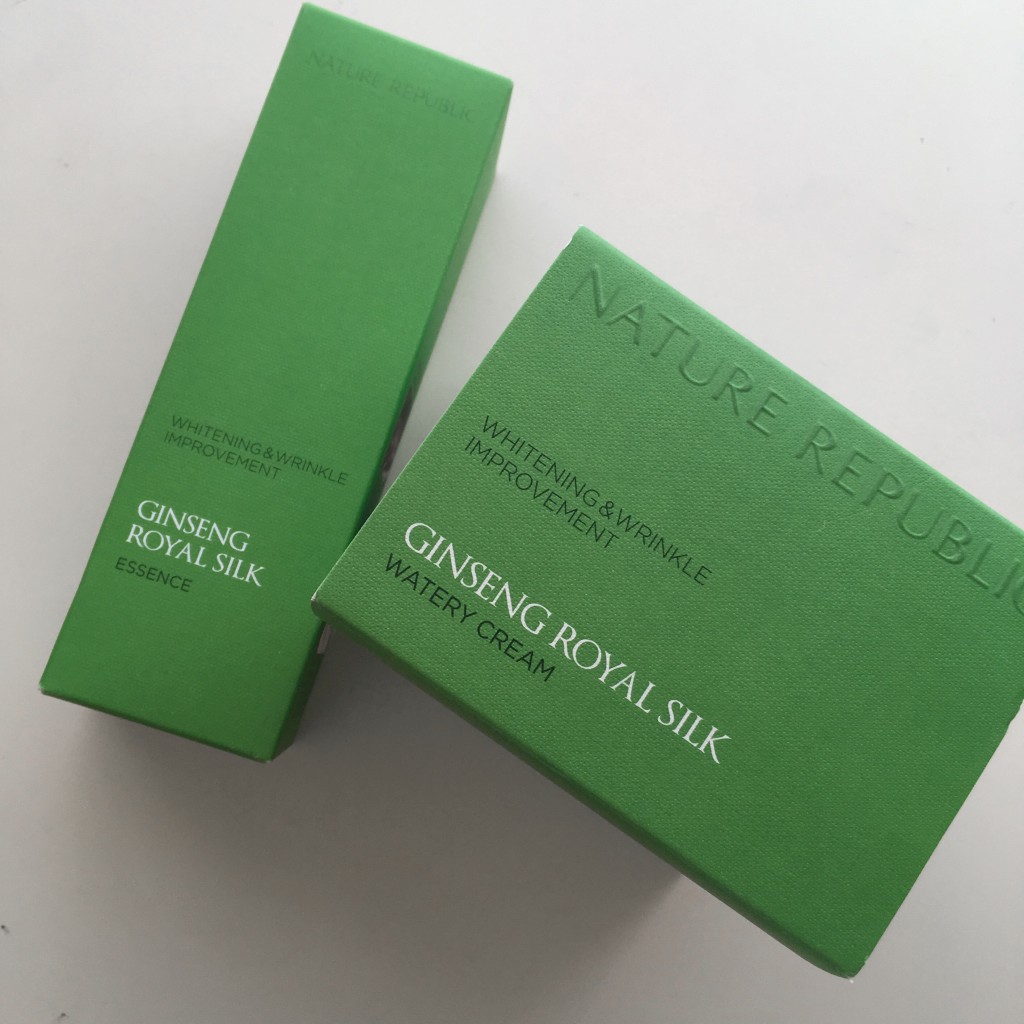 NATURE REPUBLIC
WHITENING&WRINKLE
IMPROVEMENT
GINSENG
ROYAL SILK
ESSENCE
NATURE REPUBLIC
WHITENING&WRINKLE
IMPROVEMENT
GINSENG ROYAL SILK
WATERY CREAM